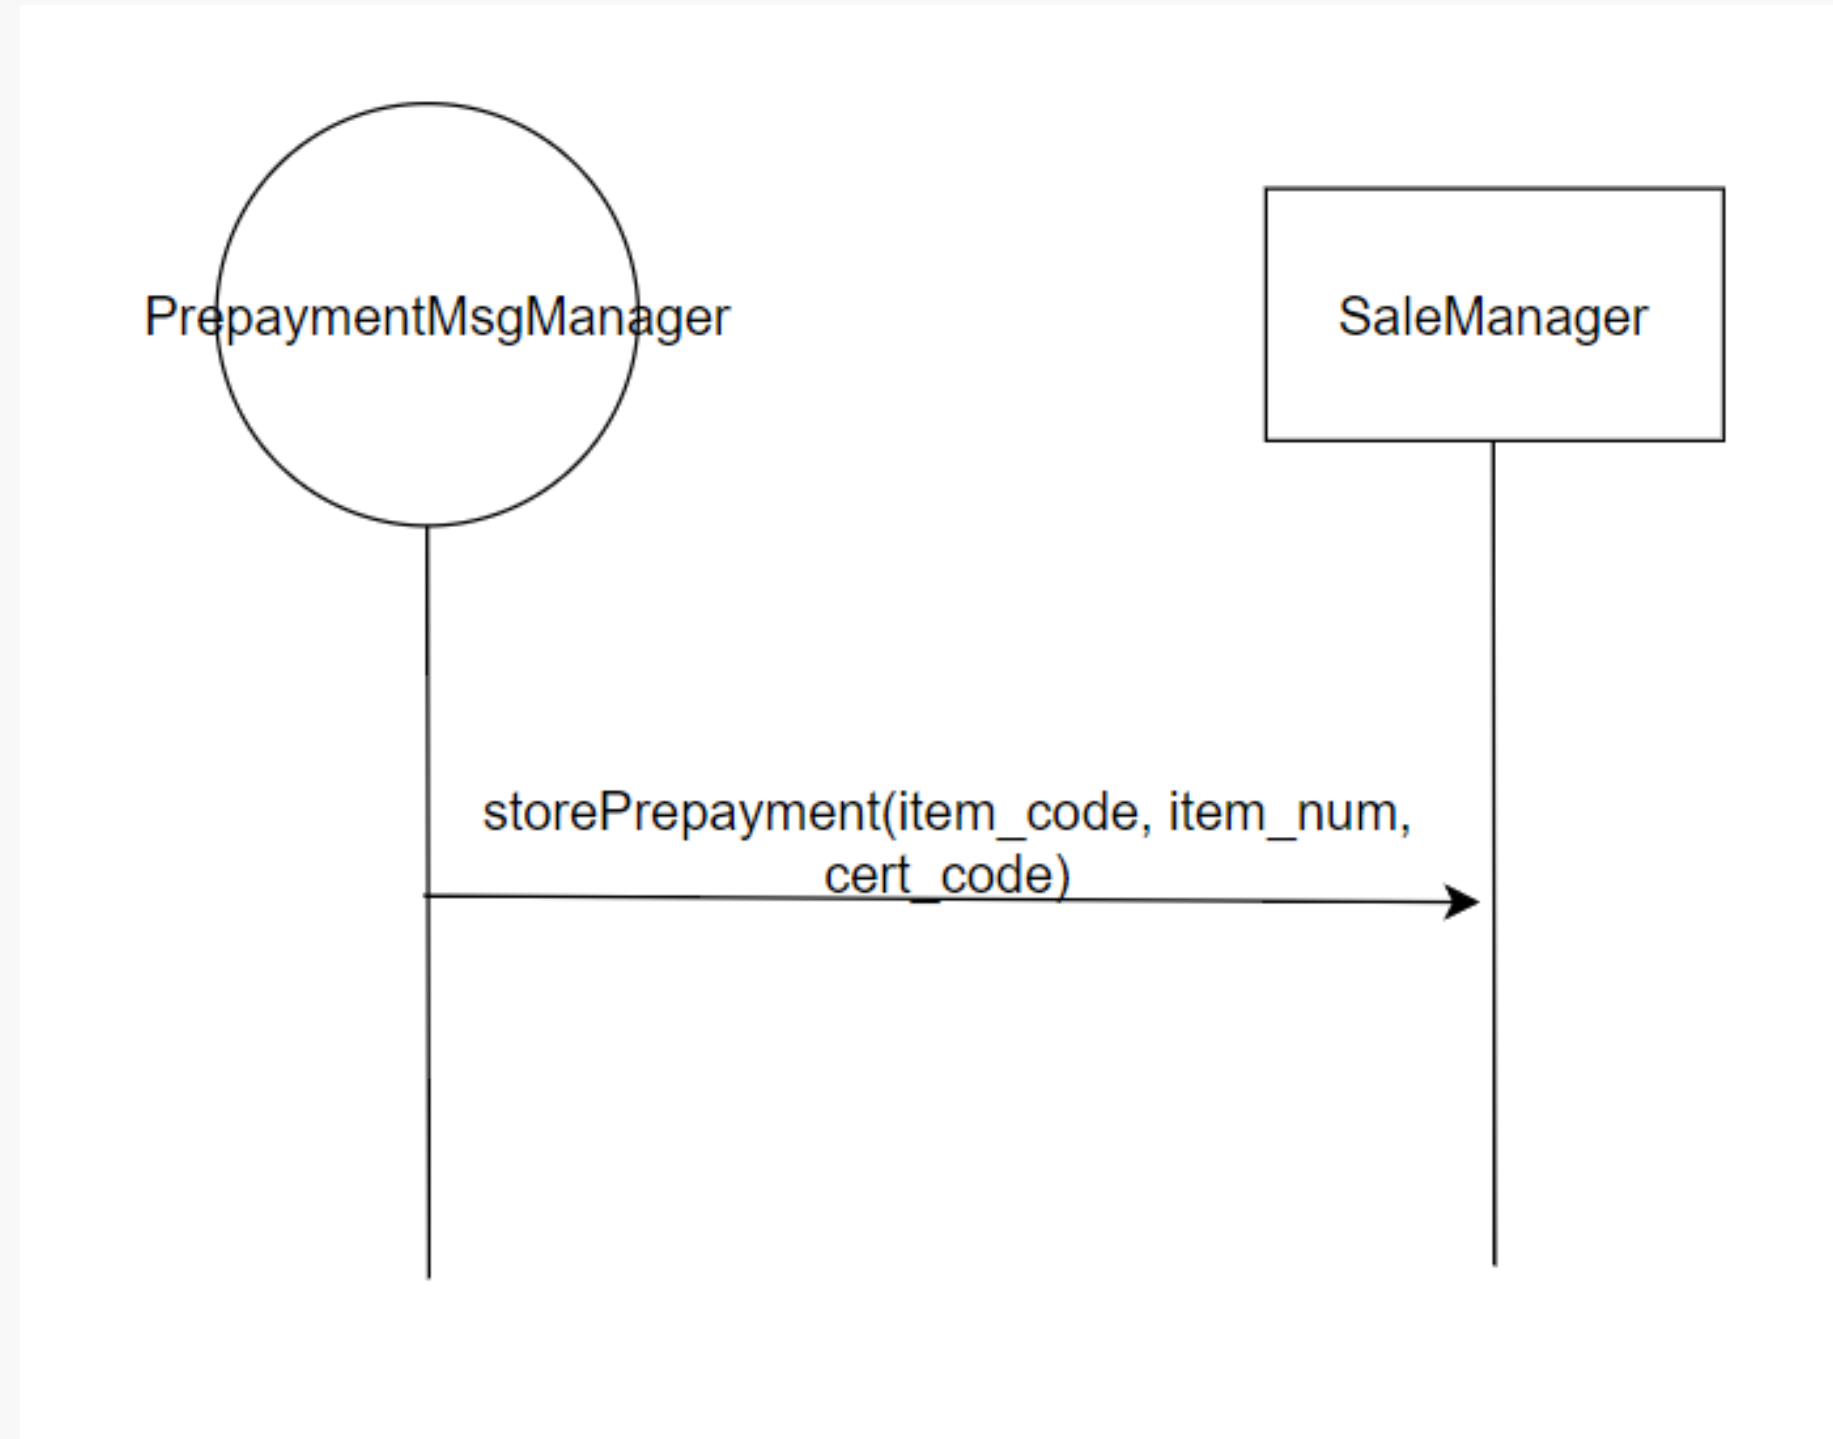 PrepaymentMsgManager
SaleManager
storePrepayment(item_code, item_num,
cert_code)